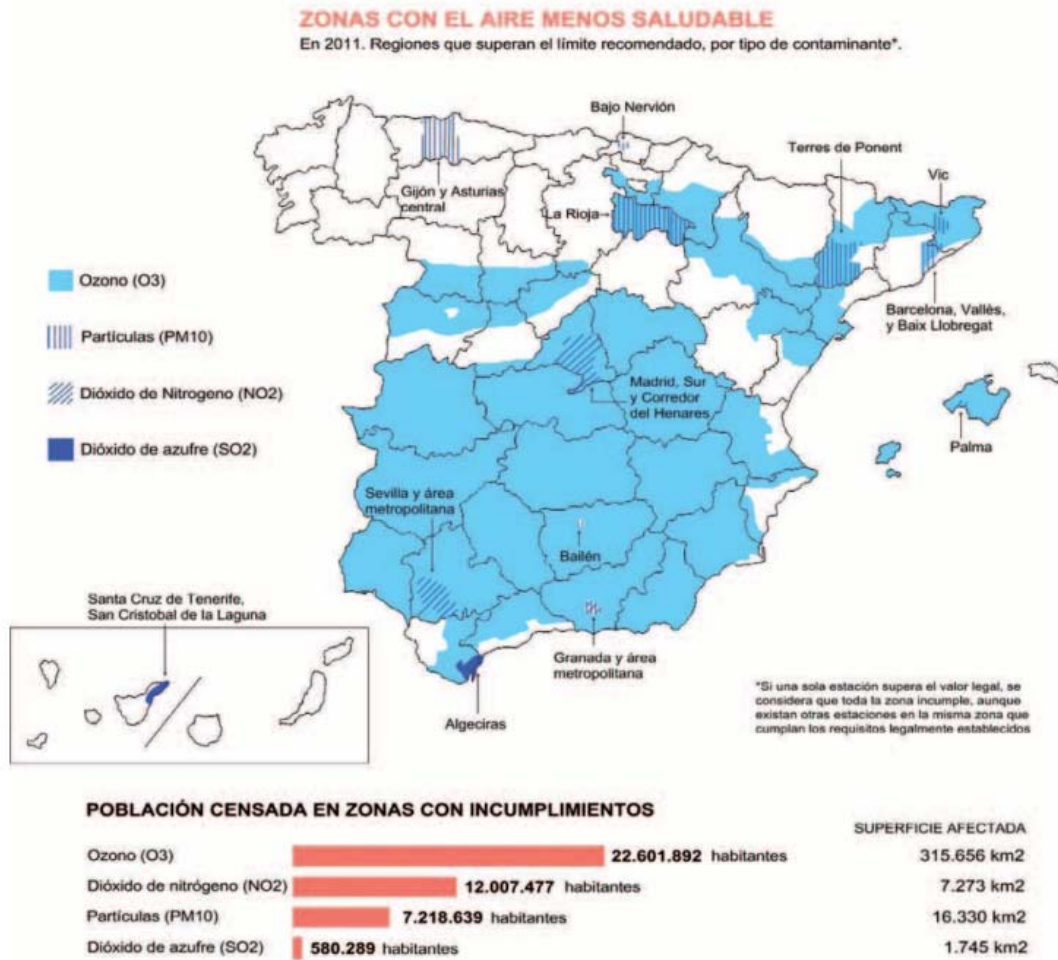 ZONAS CON EL AIRE MENOS SALUDABLE
En 2011. Regiones que superan el límite recomendado, por tipo de contaminante*.
Bajo Nervión
Terres de Ponent
Vic
Gijón y Asturias
central
La Rioja
Ozono (O3)
Partículas (PM10)
Dióxido de Nitrogeno (NO2)
Dióxido de azufre (SO2)
Barcelona, Vallès,
y Baix Llobregat
Madrid, Sur
y Corredor
del Henares
Palma
Sevilla y área
metropolitana
Bailén
Santa Cruz de Tenerife,
San Cristobal de la Laguna
Granada y área
metropolitana
Algeciras
*Si una sola estación supera el valor legal, se
considera que toda la zona incumple, aunque
existan otras estaciones en la misma zona que
cumplan los requisitos legalmente establecidos
POBLACIÓN CENSADA EN ZONAS CON INCUMPLIMIENTOS
SUPERFICIE AFECTADA
Ozono (O3) 22.601.892 habitantes 315.656 km2
Dióxido de nitrógeno (NO2) 12.007.477 habitantes 7.273 km2
Partículas (PM10) 7.218.639 habitantes 16.330 km2
Dióxido de azufre (SO2) 580.289 habitantes 1.745 km2